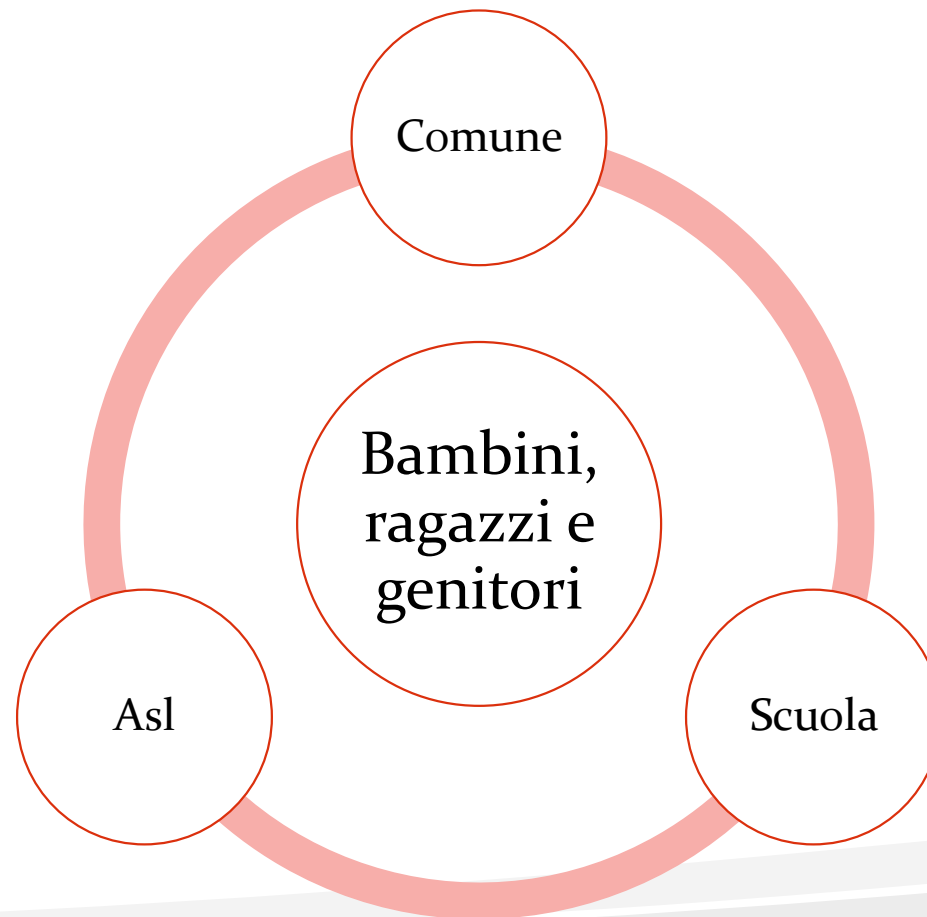 Comune
Bambini,
ragazzi e
genitori
Asl
Scuola